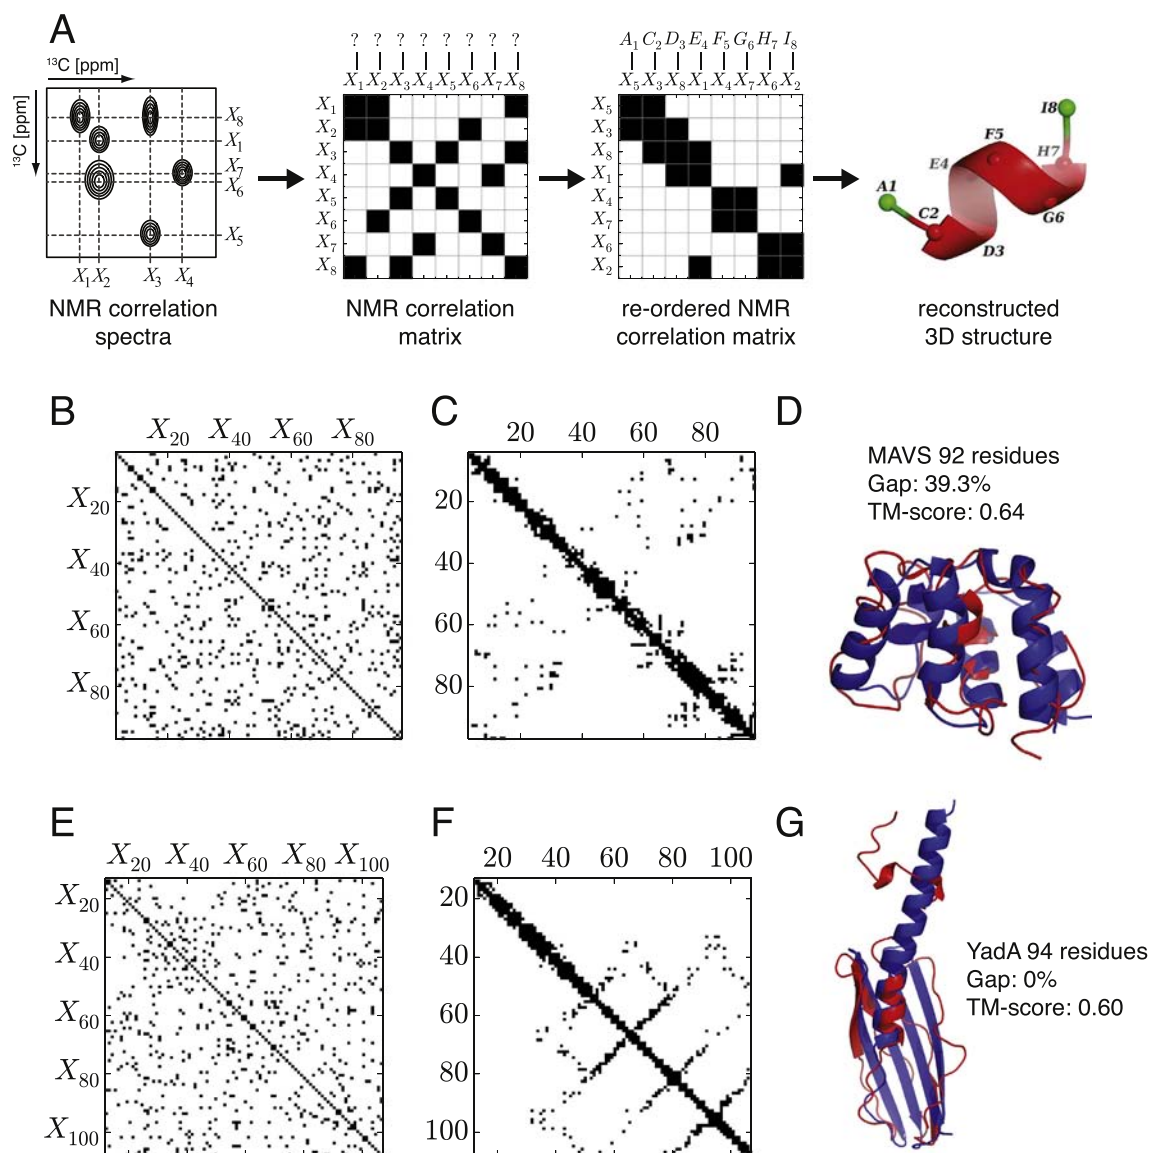 A
¹³C [ppm]
¹³C [ppm]
X₈
X₁
X₇
X₆
X₅
X₁ X₂ X₃ X₄
NMR correlation
spectra
? ? ? ? ? ? ? ?
X₁ X₂ X₃ X₄ X₅ X₆ X₇ X₈
X₁
X₂
X₃
X₄
X₅
X₆
X₇
X₈
NMR correlation
matrix
A₁ C₂ D₃ E₄ F₅ G₆ H₇ I₈
X₅ X₃ X₈ X₁ X₄ X₇ X₆ X₂
X₅
X₃
X₈
X₁
X₄
X₇
X₆
X₂
re-ordered NMR
correlation matrix
I8
F5
H7
E4
A1
C2
G6
D3
reconstructed
3D structure
B
X₂₀ X₄₀ X₆₀ X₈₀
X₂₀
X₄₀
X₆₀
X₈₀
C
20 40 60 80
20
40
60
80
D
MAVS 92 residues
Gap: 39.3%
TM-score: 0.64
E
X₂₀ X₄₀ X₆₀ X₈₀ X₁₀₀
X₂₀
X₄₀
X₆₀
X₈₀
X₁₀₀
F
20 40 60 80 100
20
40
60
80
100
G
YadA 94 residues
Gap: 0%
TM-score: 0.60